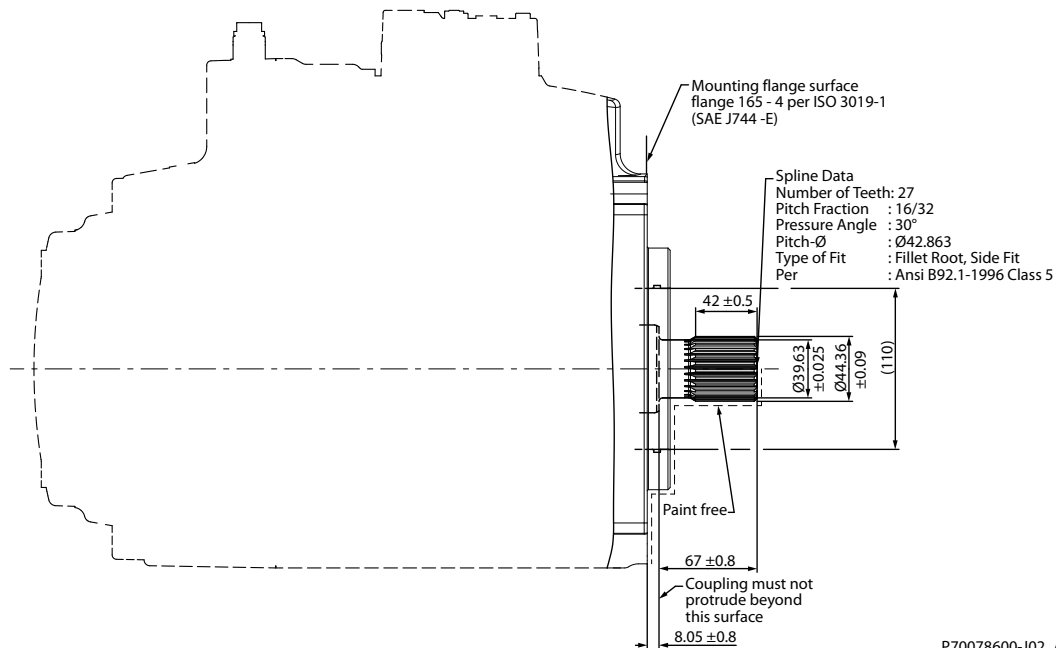 Mounting flange surface
flange 165 - 4 per ISO 3019-1
(SAE J744 -E)
Spline Data
Number of Teeth: 27
Pitch Fraction : 16/32
Pressure Angle : 30°
Pitch-Ø : Ø42.863
Type of Fit : Fillet Root, Side Fit
Per : Ansi B92.1-1996 Class 5
42 ±0.5
Ø39.63
±0.025
Ø44.36
±0.09
(110)
Paint free
67 ±0.8
Coupling must not
protrude beyond
this surface
8.05 ±0.8